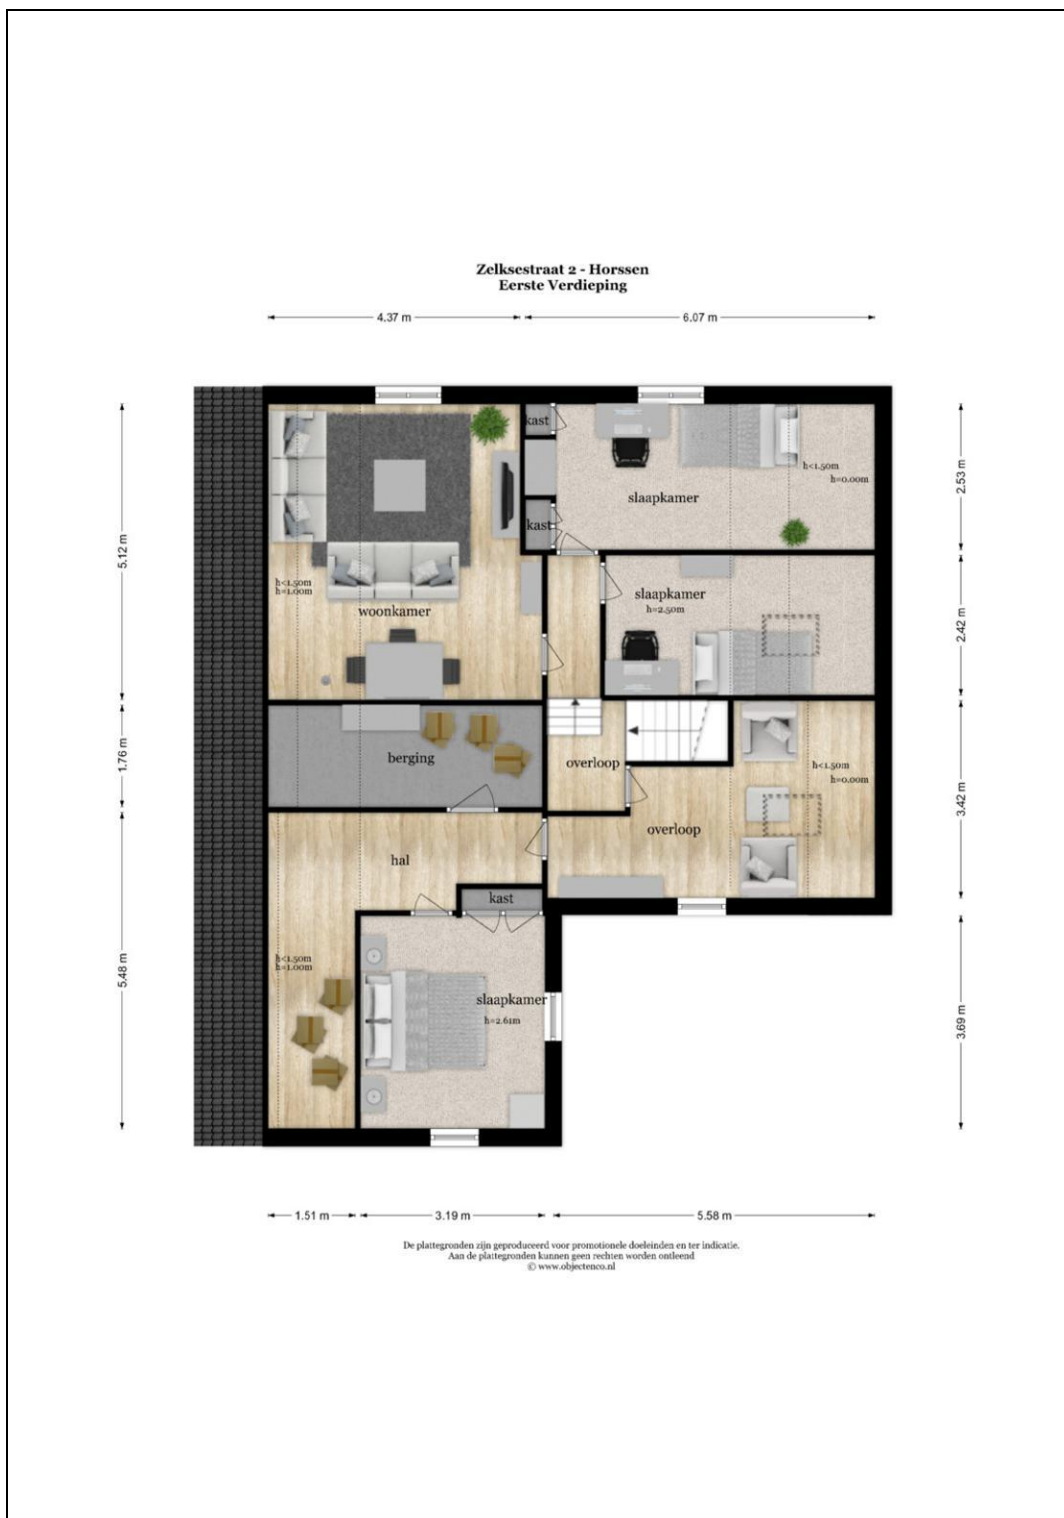 Zelksestraat 2 - Horssen
Eerste Verdieping
4.37 m
6.07 m
kast
h<1.50m
h=0.00m
2.53 m
slaapkamer
kast
5.12 m
h<1.50m
h=1.00m
woonkamer
slaapkamer
h=2.50m
2.42 m
1.76 m
berging
overloop
h<1.50m
h=0.00m
3.42 m
overloop
hal
kast
5.48 m
h<1.50m
h=1.00m
slaapkamer
h=2.61m
3.69 m
1.51 m
3.19 m
5.58 m
De plattegronden zijn geproduceerd voor promotionele doeleinden en ter indicatie.
Aan de plattegronden kunnen geen rechten worden ontleend
© www.objectenco.nl